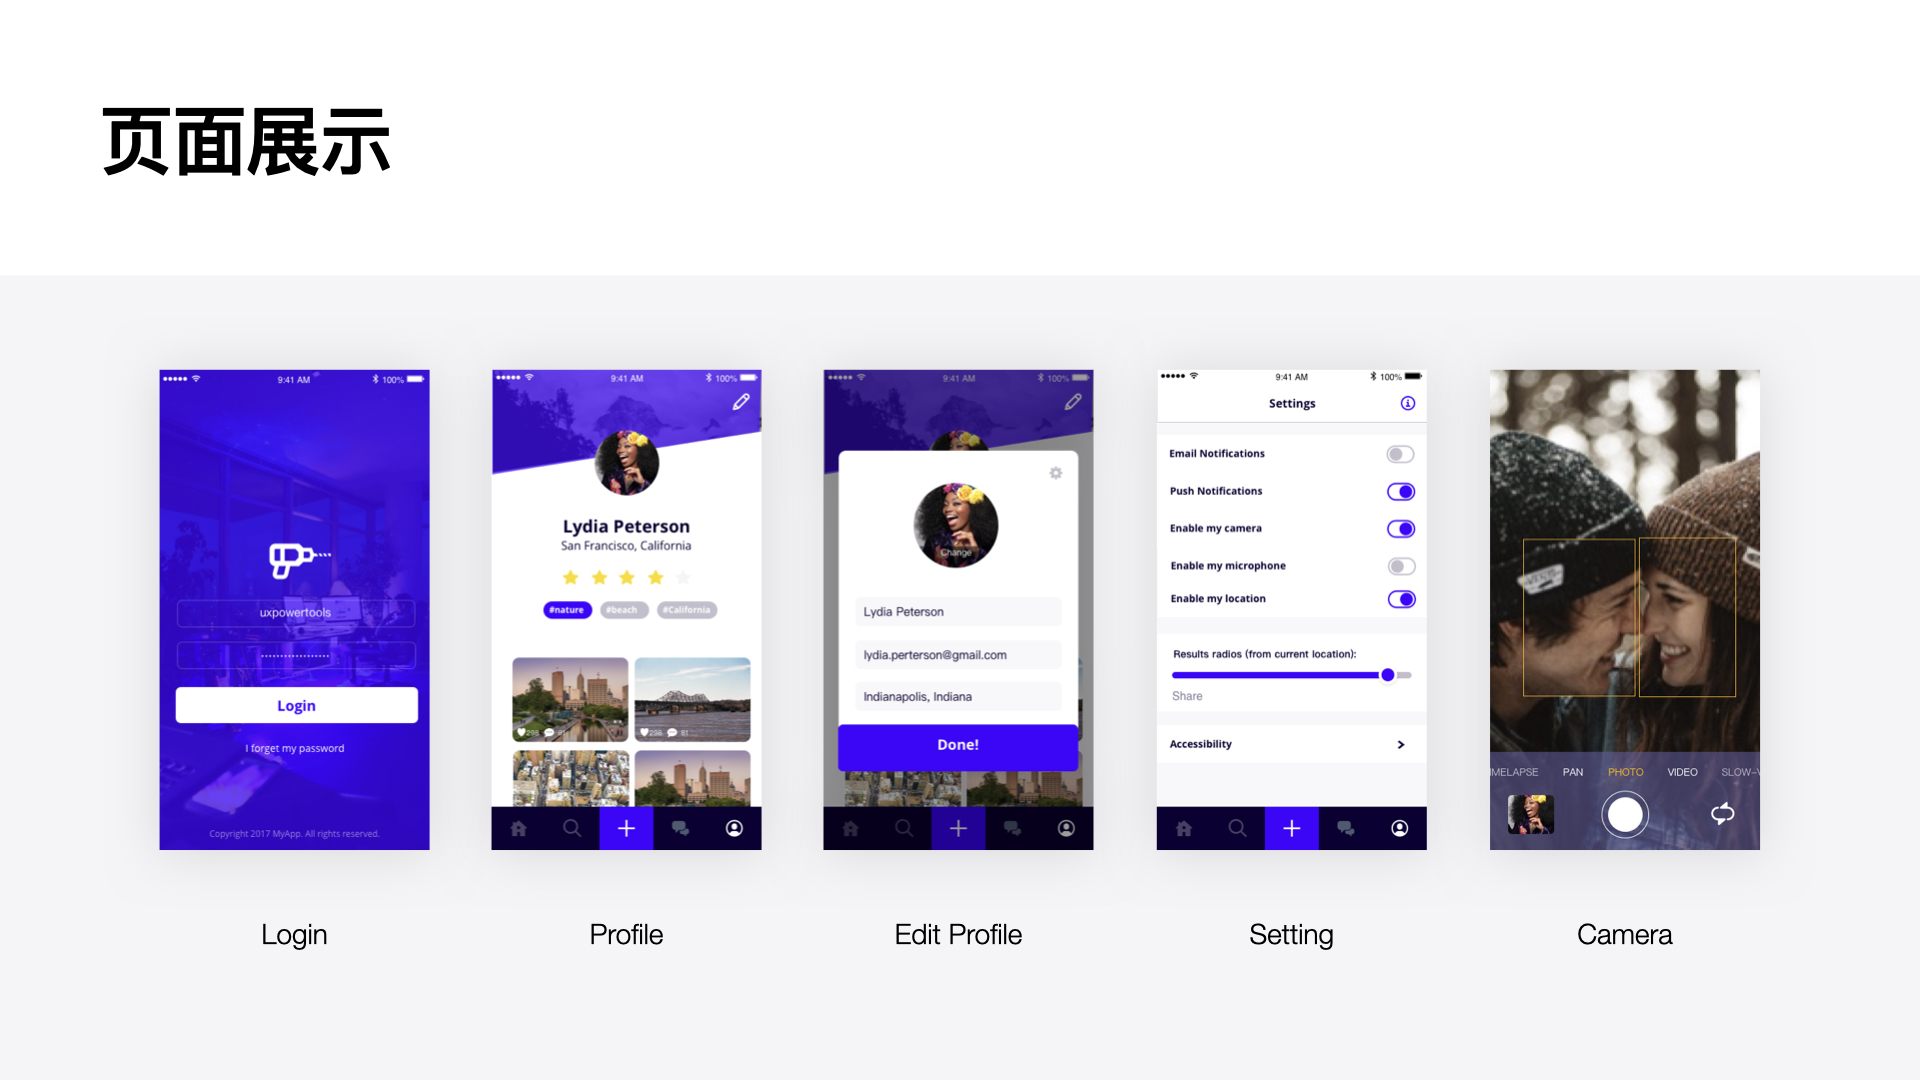 页面展示
9:41 AM
100%
uxpowertools
Login
I forget my password
Copyright 2017 MyApp. All rights reserved.
9:41 AM
100%
Lydia Peterson
San Francisco, California
#nature
#beach
#California
9:41 AM
100%
Change
Lydia Peterson
lydia.perterson@gmail.com
Indianapolis, Indiana
Done!
9:41 AM
100%
Settings
Email Notifications
Push Notifications
Enable my camera
Enable my microphone
Enable my location
Results radios (from current location):
Share
Accessibility
IMELAPSE PAN PHOTO VIDEO SLOW-
Login
Profile
Edit Profile
Setting
Camera